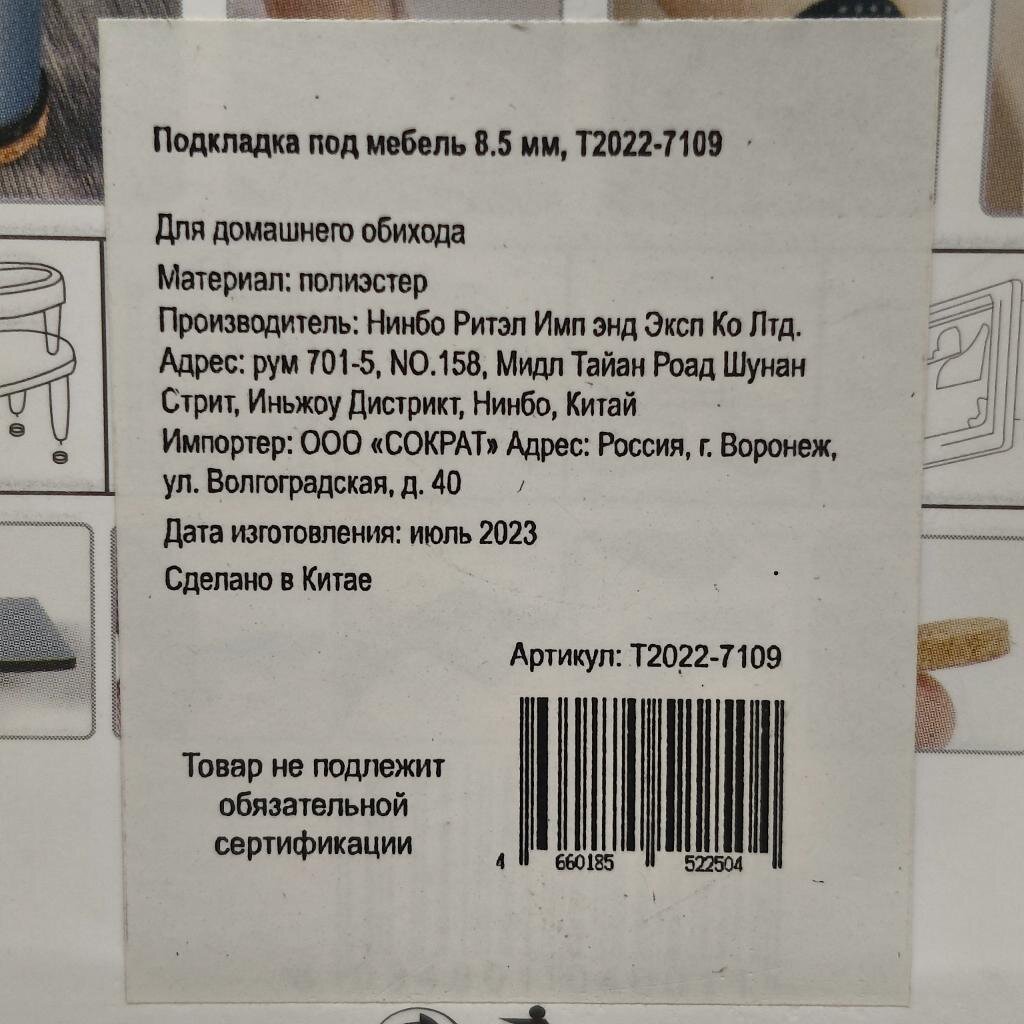 Подкладка под мебель 8.5 мм, T2022-7109
Для домашнего обихода
Материал: полиэстер
Производитель: Нинбо Ритэл Имп энд Эксп Ко Лтд.
Адрес: рум 701-5, NO.158, Мидл Тайан Роад Шунан
Стрит, Иньжоу Дистрикт, Нинбо, Китай
Импортер: ООО «СОКРАТ» Адрес: Россия, г. Воронеж,
ул. Волгоградская, д. 40
Дата изготовления: июль 2023
Сделано в Китае
Артикул: T2022-7109
Товар не подлежит
обязательной
сертификации
4 660185 522504